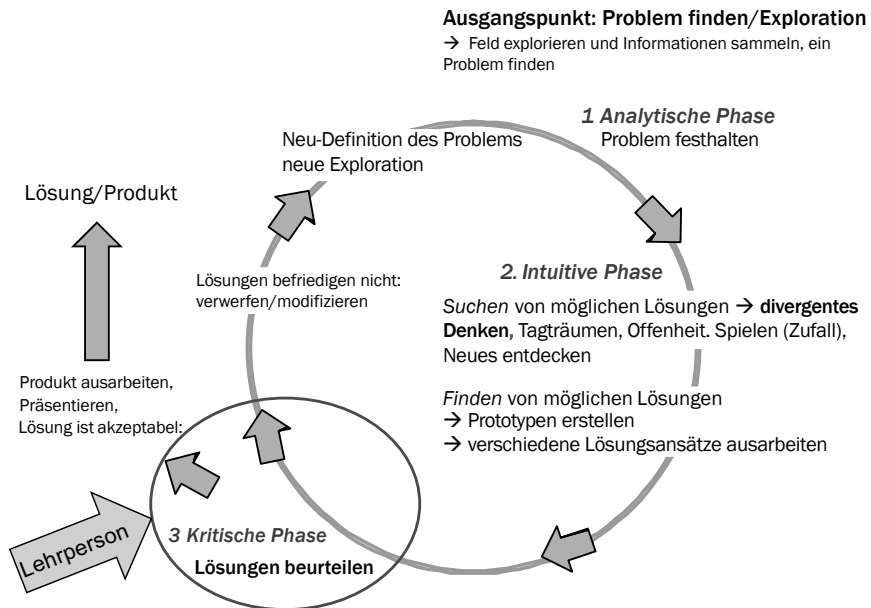 Ausgangspunkt: Problem finden/Exploration
→ Feld explorieren und Informationen sammeln, ein
Problem finden
1 Analytische Phase
Problem festhalten
Neu-Definition des Problems
neue Exploration
Lösung/Produkt
2. Intuitive Phase
Lösungen befriedigen nicht:
verwerfen/modifizieren
Suchen von möglichen Lösungen → divergentes
Denken, Tagträumen, Offenheit. Spielen (Zufall),
Neues entdecken
Produkt ausarbeiten,
Präsentieren,
Lösung ist akzeptabel:
Finden von möglichen Lösungen
→ Prototypen erstellen
→ verschiedene Lösungsansätze ausarbeiten
Lehrperson
3 Kritische Phase
Lösungen beurteilen